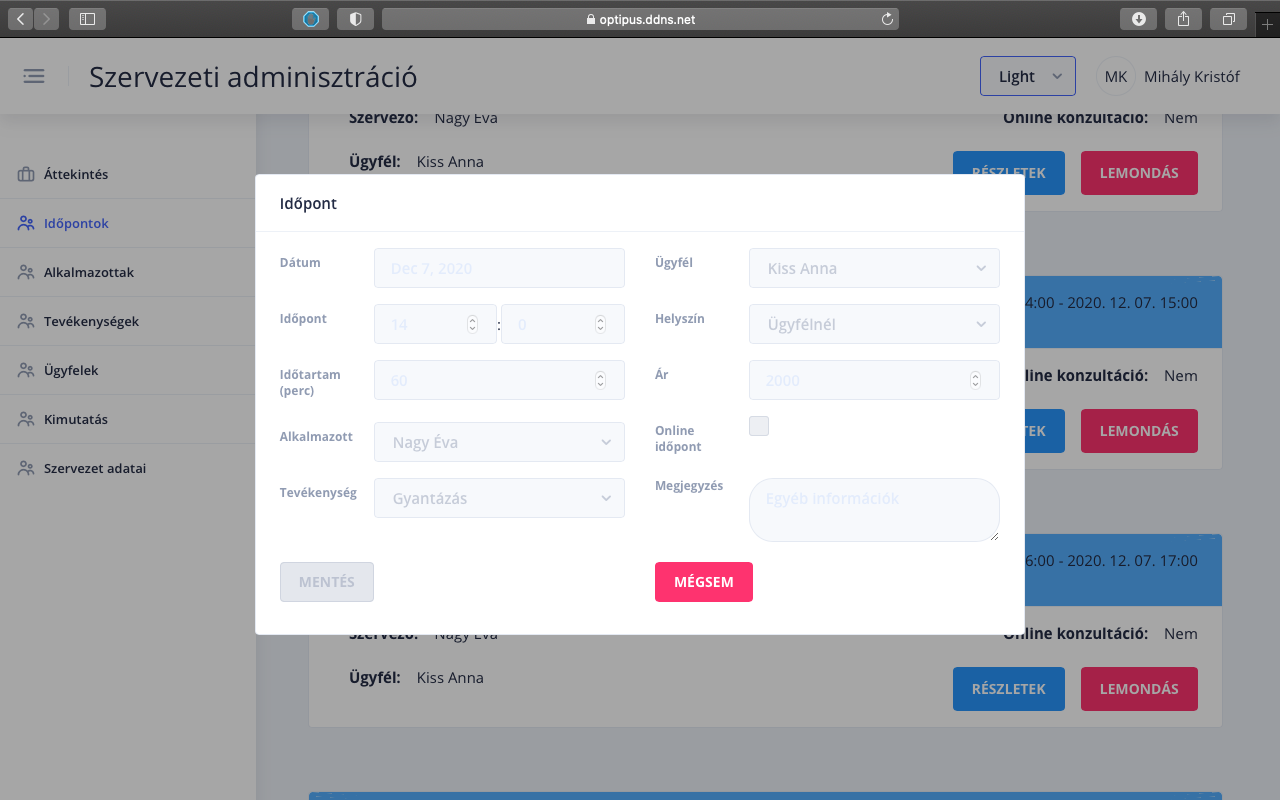 optipus.ddns.net
Szervezeti adminisztráció
Light
MK Mihály Kristóf
Áttekintés
Időpontok
Alkalmazottak
Tevékenységek
Ügyfelek
Kimutatás
Szervezet adatai
Szervező: Nagy Éva
Online konzultáció: Nem
Ügyfél: Kiss Anna
RÉSZLETEK LEMONDÁS
Időpont
Dátum Dec 7, 2020
Időpont 14 : 0
Időtartam (perc) 60
Alkalmazott Nagy Éva
Tevékenység Gyantázás
Ügyfél Kiss Anna
Helyszín Ügyfélnél
Ár 2000
Online időpont
Megjegyzés Egyéb információk
MENTÉS MÉGSEM
4:00 - 2020. 12. 07. 15:00
line konzultáció: Nem
TEK LEMONDÁS
6:00 - 2020. 12. 07. 17:00
Szervező: Nagy Éva
Online konzultáció: Nem
Ügyfél: Kiss Anna
RÉSZLETEK LEMONDÁS